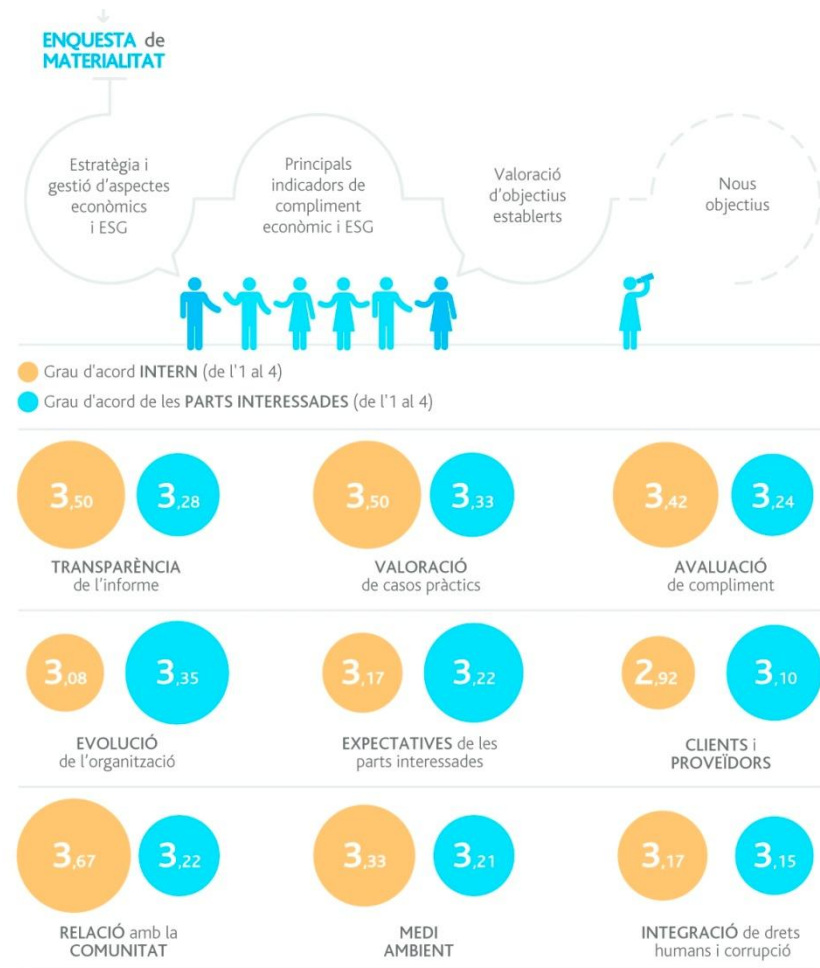 ENQUESTA de
MATERIALITAT
Estratègia i
gestió d'aspectes
econòmics
i ESG
Principals
indicadors de
compliment
econòmic i ESG
Valoració
d'objectius
establerts
Nous
objectius
Grau d'acord INTERN (de l'1 al 4)
Grau d'acord de les PARTS INTERESSADES (de l'1 al 4)
3,50
3,28
TRANSPARÈNCIA
de l'informe
3,50
3,33
VALORACIÓ
de casos pràctics
3,42
3,24
AVALUACIÓ
de compliment
3,08
3,35
EVOLUCIÓ
de l'organització
3,17
3,22
EXPECTATIVES de les
parts interessades
2,92
3,10
CLIENTS i
PROVEÏDORS
3,67
3,22
RELACIÓ amb la
COMUNITAT
3,33
3,21
MEDI
AMBIENT
3,17
3,15
INTEGRACIÓ de drets
humans i corrupció